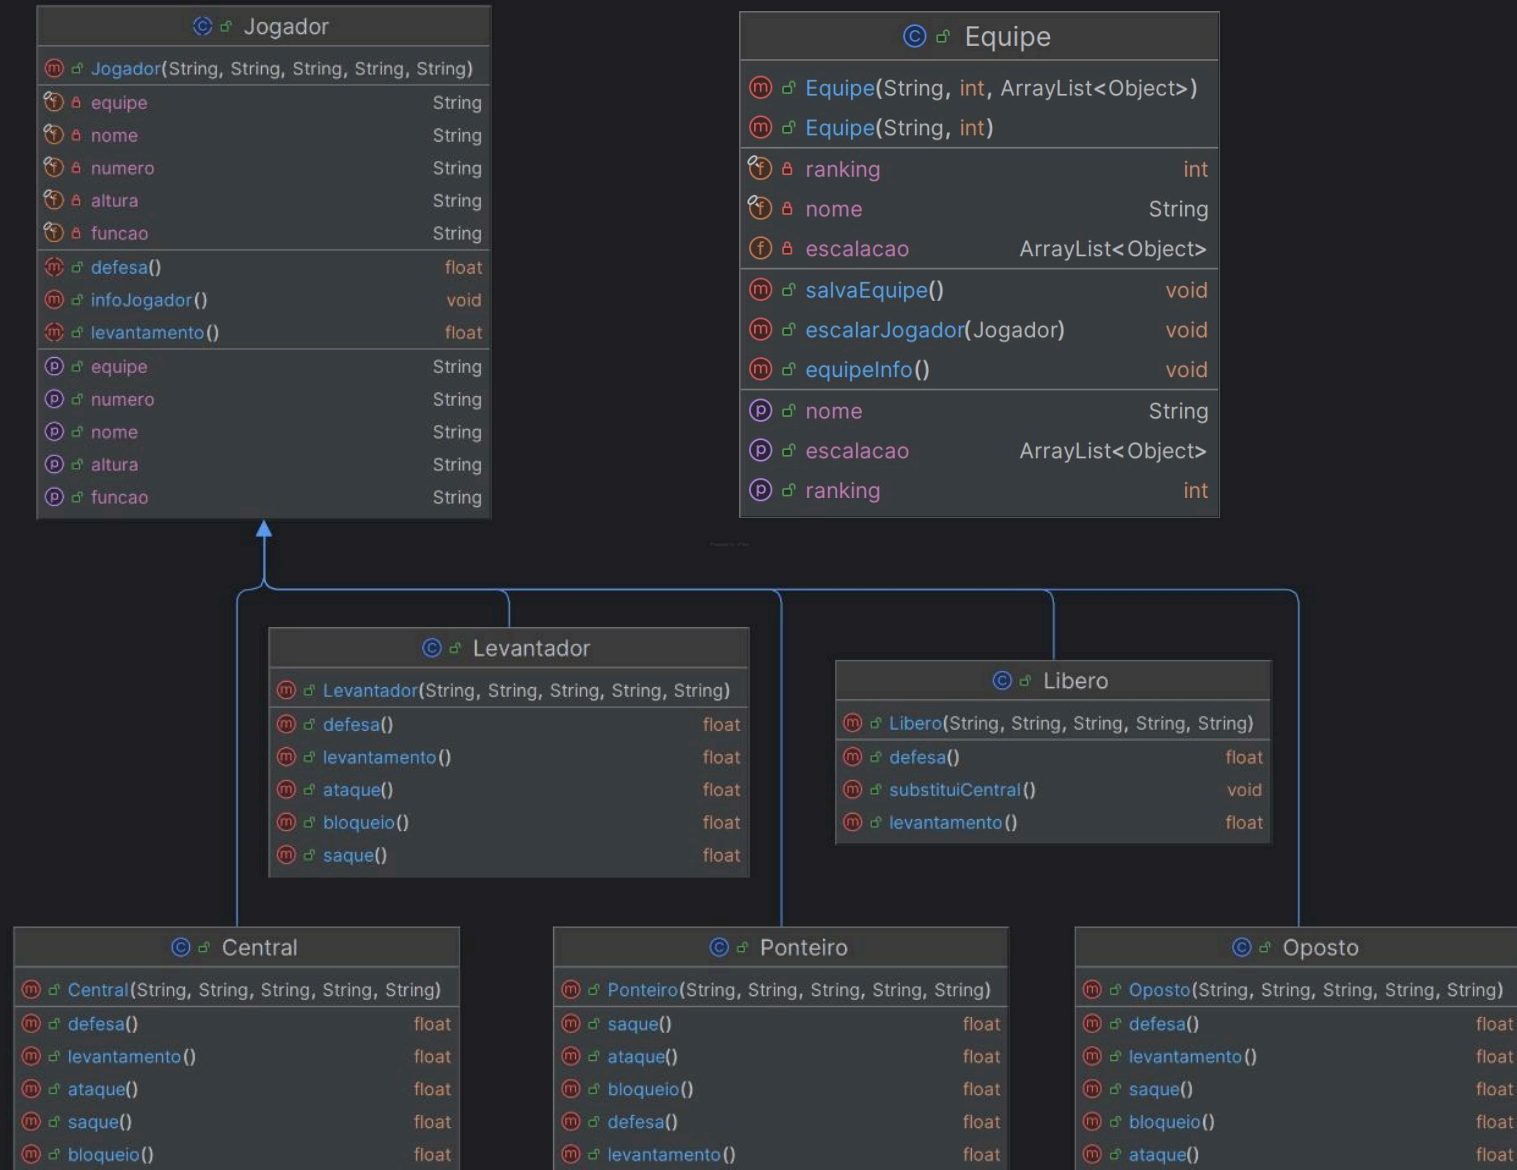 Jogador
Jogador(String, String, String, String, String)
equipe String
nome String
numero String
altura String
funcao String
defesa() float
infoJogador() void
levantamento() float
equipe String
numero String
nome String
altura String
funcao String
Equipe
Equipe(String, int, ArrayList<Object>)
Equipe(String, int)
ranking int
nome String
escalacao ArrayList<Object>
salvaEquipe() void
escalarJogador(Jogador) void
equipeInfo() void
nome String
escalacao ArrayList<Object>
ranking int
Levantador
Levantador(String, String, String, String, String)
defesa() float
levantamento() float
ataque() float
bloqueio() float
saque() float
Libero
Libero(String, String, String, String, String)
defesa() float
substituiCentral() void
levantamento() float
Central
Central(String, String, String, String, String)
defesa() float
levantamento() float
ataque() float
saque() float
bloqueio() float
Ponteiro
Ponteiro(String, String, String, String, String)
saque() float
ataque() float
bloqueio() float
defesa() float
levantamento() float
Oposto
Oposto(String, String, String, String, String)
defesa() float
levantamento() float
saque() float
bloqueio() float
ataque() float